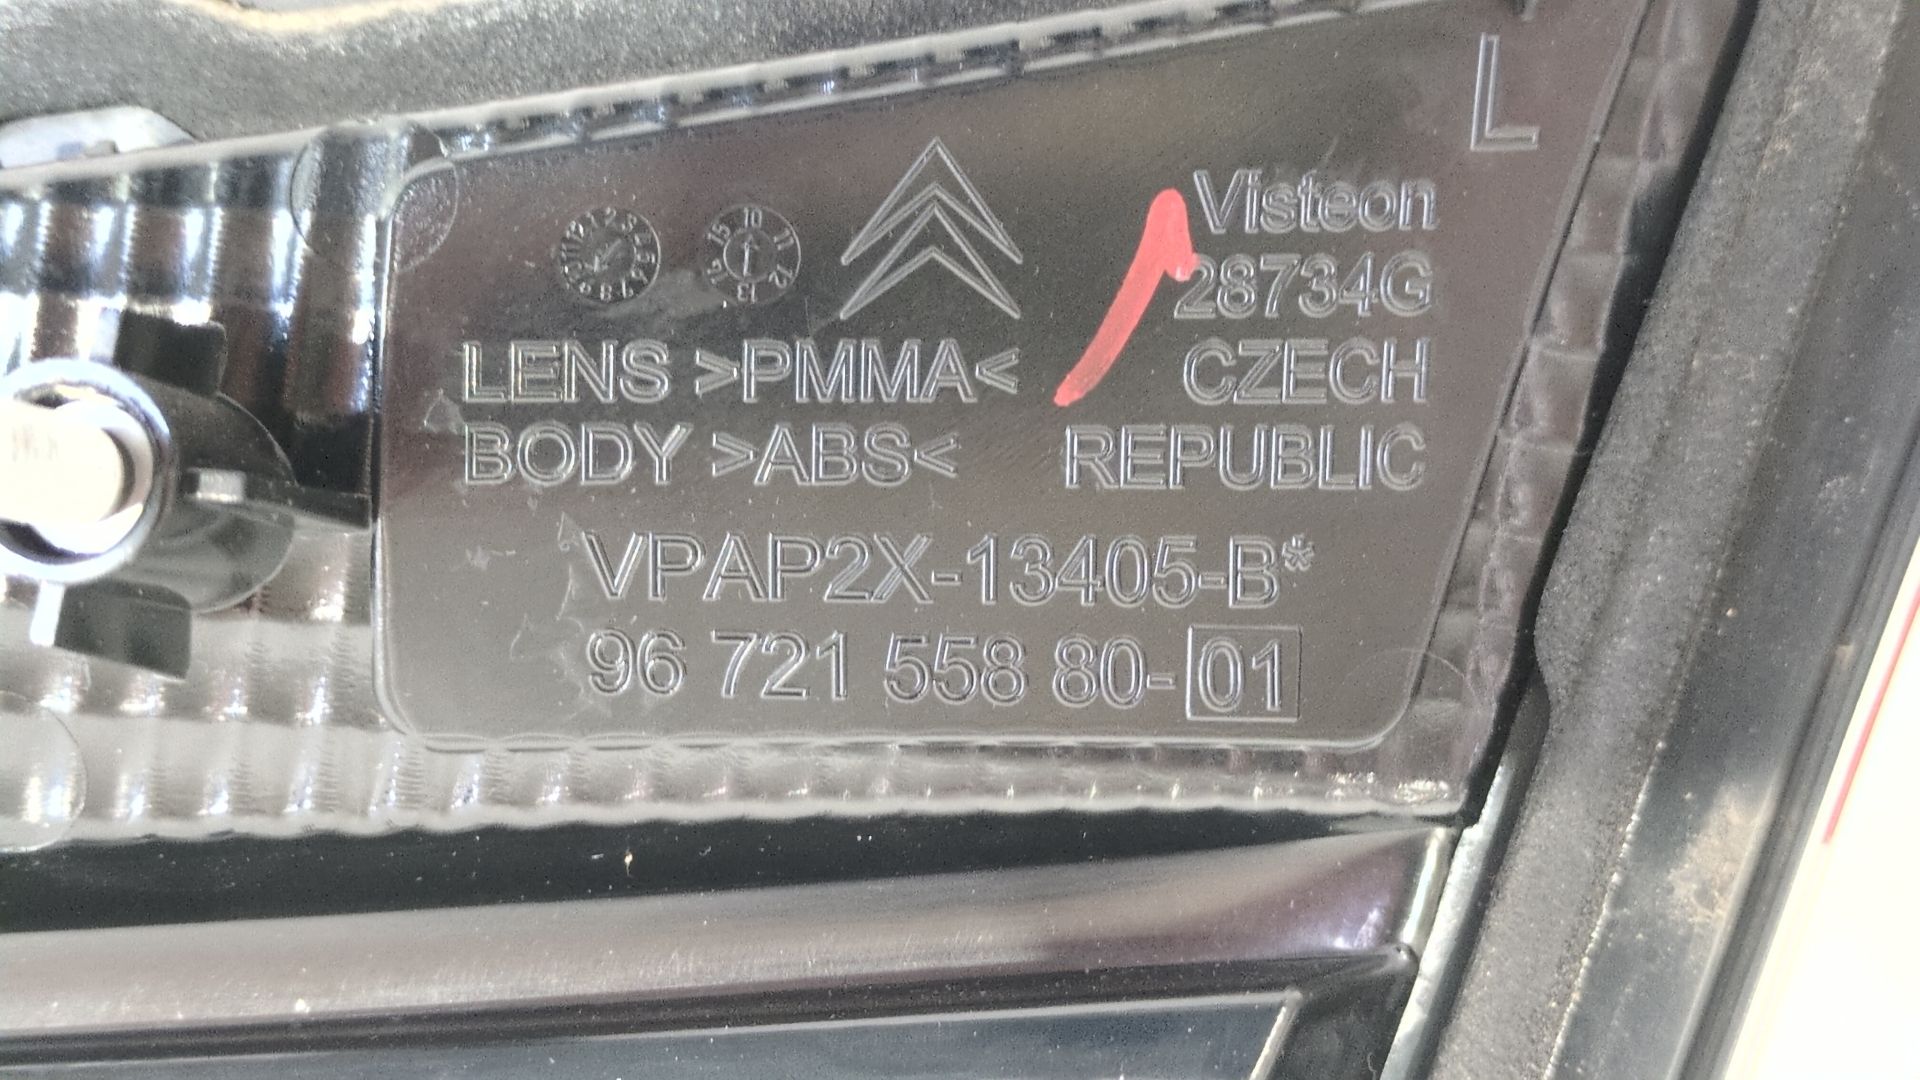 L
Visteon
28734G
LENS >PMMA< CZECH
BODY >ABS< REPUBLIC
VPAP2X-13405-B*
96 721 558 80-01